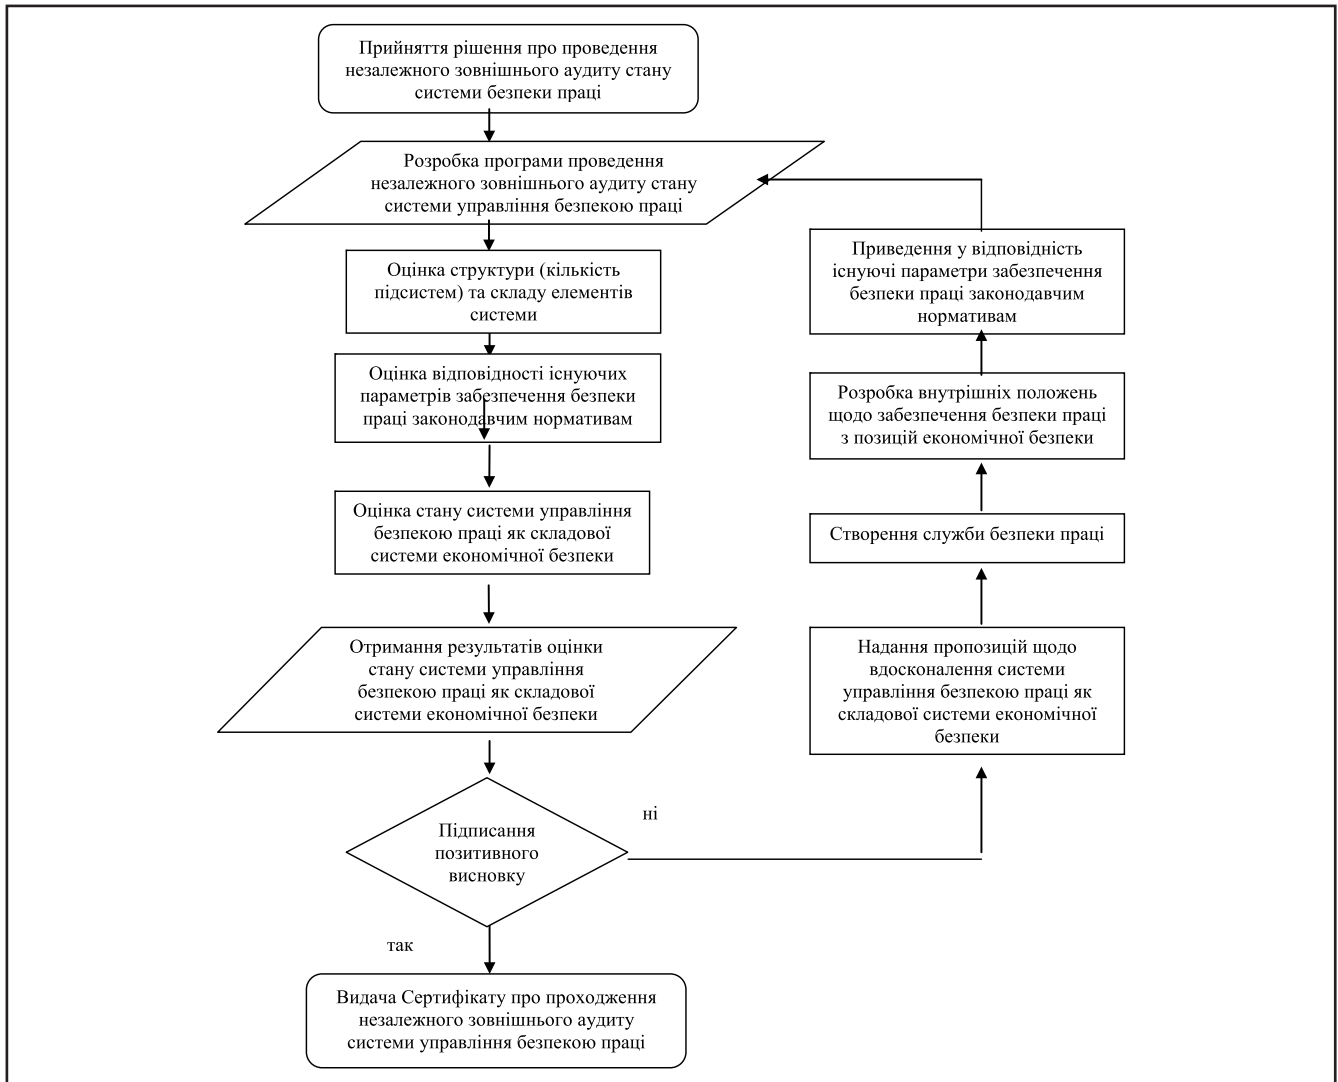 Прийняття рішення про проведення
незалежного зовнішнього аудиту стану
системи безпеки праці
Розробка програми проведення
незалежного зовнішнього аудиту стану
системи управління безпекою праці
Оцінка структури (кількість
підсистем) та складу елементів
системи
Оцінка відповідності існуючих
параметрів забезпечення безпеки
праці законодавчим нормативам
Оцінка стану системи управління
безпекою праці як складової
системи економічної безпеки
Отримання результатів оцінки
стану системи управління
безпекою праці як складової
системи економічної безпеки
Підписання
позитивного
висновку
ні
так
Видача Сертифікату про проходження
незалежного зовнішнього аудиту
системи управління безпекою праці
Приведення у відповідність
існуючі параметри забезпечення
безпеки праці законодавчим
нормативам
Розробка внутрішніх положень
щодо забезпечення безпеки праці
з позицій економічної безпеки
Створення служби безпеки праці
Надання пропозицій щодо
вдосконалення системи
управління безпекою праці як
складової системи економічної
безпеки